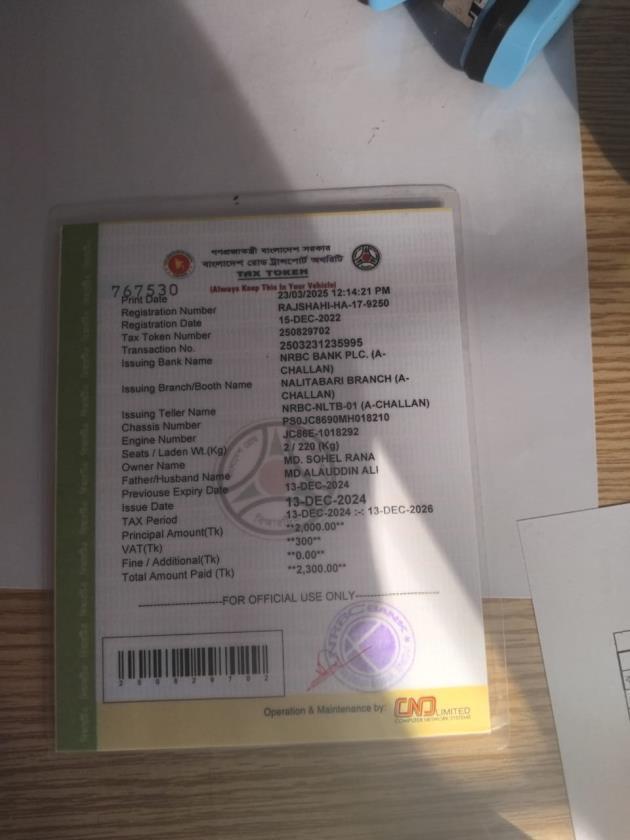 গণপ্রজাতন্ত্রী বাংলাদেশ সরকার
বাংলাদেশ রোড ট্রান্সপোর্ট অথরিটি
TAX TOKEN
(Always Keep This In Your Vehicle)
767530
Print Date 23/03/2025 12:14:21 PM
Registration Number RAJSHAHI-HA-17-9250
Registration Date 15-DEC-2022
Tax Token Number 250829702
Transaction No. 2503231235995
Issuing Bank Name NRBC BANK PLC. (A-
CHALLAN)
Issuing Branch/Booth Name NALITABARI BRANCH (A-
CHALLAN)
Issuing Teller Name NRBC-NLTB-01 (A-CHALLAN)
Chassis Number PS0JC8690MH018210
Engine Number JC86E-1018292
Seats / Laden Wt.(Kg) 2 / 220 (Kg)
Owner Name MD. SOHEL RANA
Father/Husband Name MD ALAUDDIN ALI
Previouse Expiry Date 13-DEC-2024
Issue Date 13-DEC-2024
TAX Period 13-DEC-2024 :-: 13-DEC-2026
Principal Amount(Tk) **2,000.00**
VAT(Tk) **300**
Fine / Additional(Tk) **0.00**
Total Amount Paid (Tk) **2,300.00**
FOR OFFICIAL USE ONLY
NRBC BANK
250829702
Operation & Maintenance by: CND LIMITED
COMPUTER NETWORK SYSTEMS